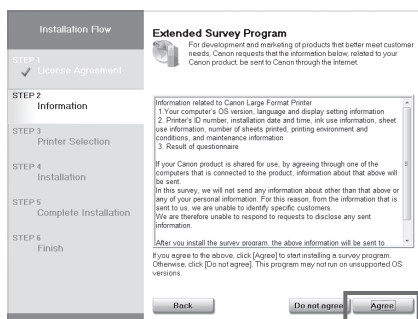 Installation Flow
STEP 1
License Agreement
STEP 2
Information
STEP 3
Printer Selection
STEP 4
Installation
STEP 5
Complete Installation
STEP 6
Finish
Extended Survey Program
For development and marketing of products that better meet customer
needs, Canon requests that the information below, related to your
Canon product, be sent to Canon through the Internet.
Information related to Canon Large Format Printer
1.Your computer's OS version, language and display setting information
2. Printer's ID number, installation date and time, ink use information, sheet
use information, number of sheets printed, printing environment and
conditions, and maintenance information
3. Result of questionnaire
If your Canon product is shared for use, by agreeing through one of the
computers that is connected to the product, information about that above will
be sent.
In this survey, we will not send any information about other than that above or
any of your personal information. For this reason, from the information that is
sent to us, we are unable to identify specific customers.
We are therefore unable to respond to requests to disclose any sent
information.
After you install the survey program, the above information will be sent to
If you agree to the above, click [Agree] to start installing a survey program.
Otherwise, click [Do not agree]. This program may not run on unsupported OS
versions.
Back
Do not agree
Agree